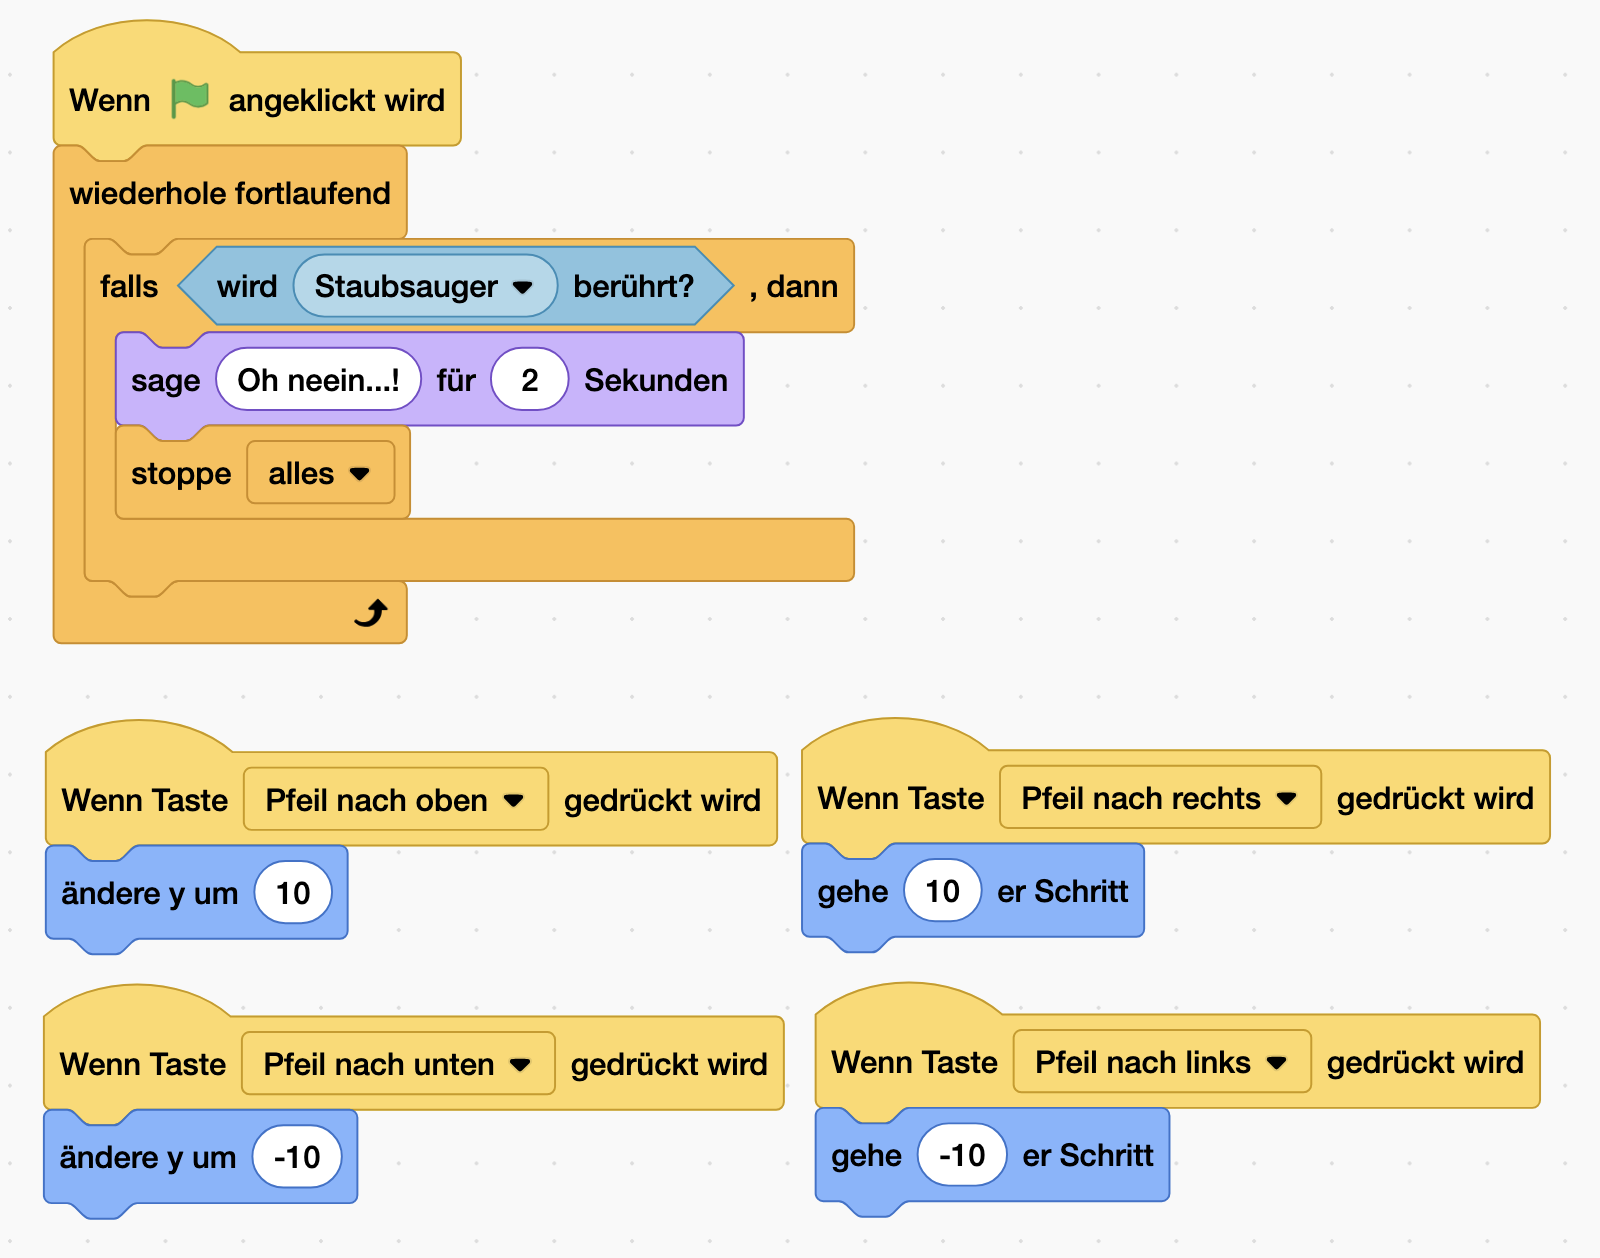 Wenn angeklickt wird
wiederhole fortlaufend
falls wird Staubsauger berührt? , dann
sage Oh neein...! für 2 Sekunden
stoppe alles
Wenn Taste Pfeil nach oben gedrückt wird
ändere y um 10
Wenn Taste Pfeil nach rechts gedrückt wird
gehe 10 er Schritt
Wenn Taste Pfeil nach unten gedrückt wird
ändere y um -10
Wenn Taste Pfeil nach links gedrückt wird
gehe -10 er Schritt